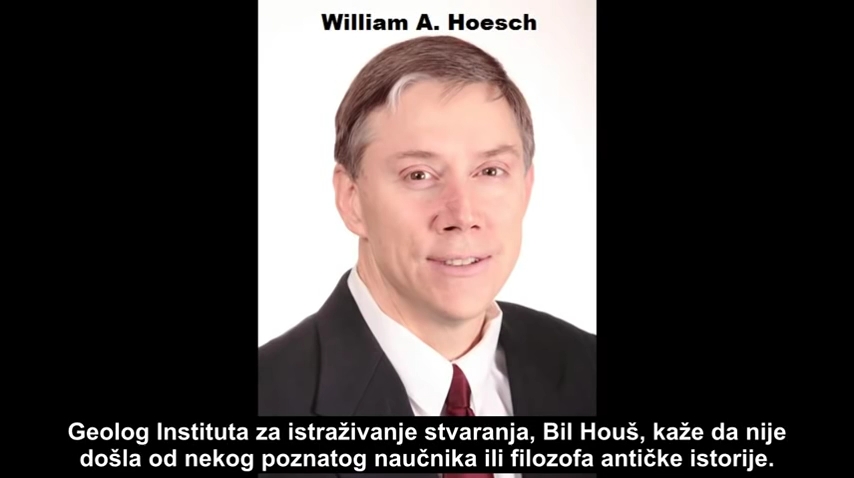 William A. Hoesch
Geolog Instituta za istraživanje stvaranja, Bil Houš, kaže da nije
došla od nekog poznatog naučnika ili filozofa antičke istorije.